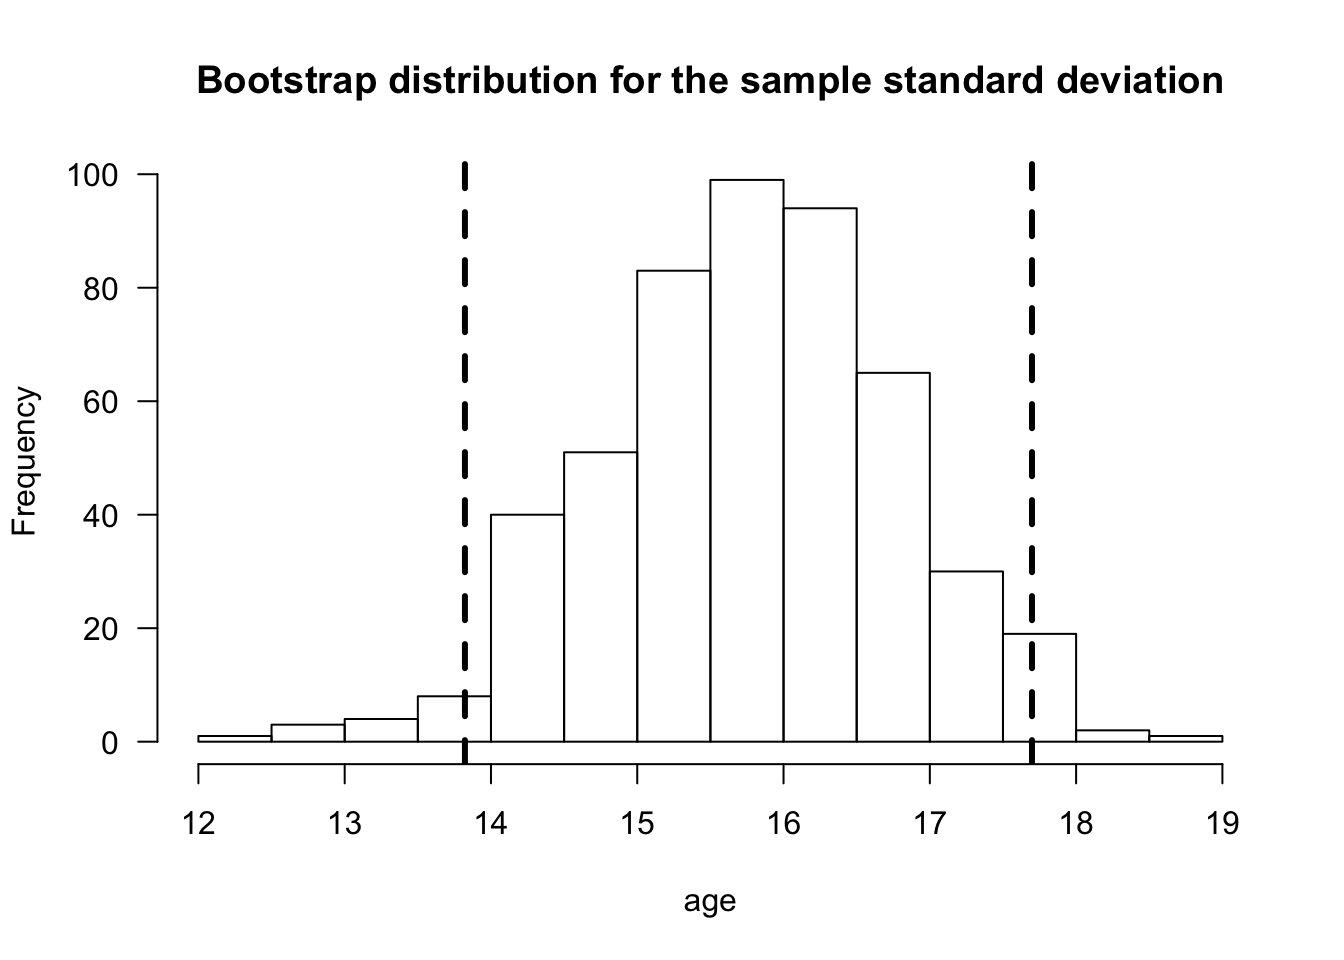 Bootstrap distribution for the sample standard deviation
100
80
60
40
20
0
Frequency
12 13 14 15 16 17 18 19
age